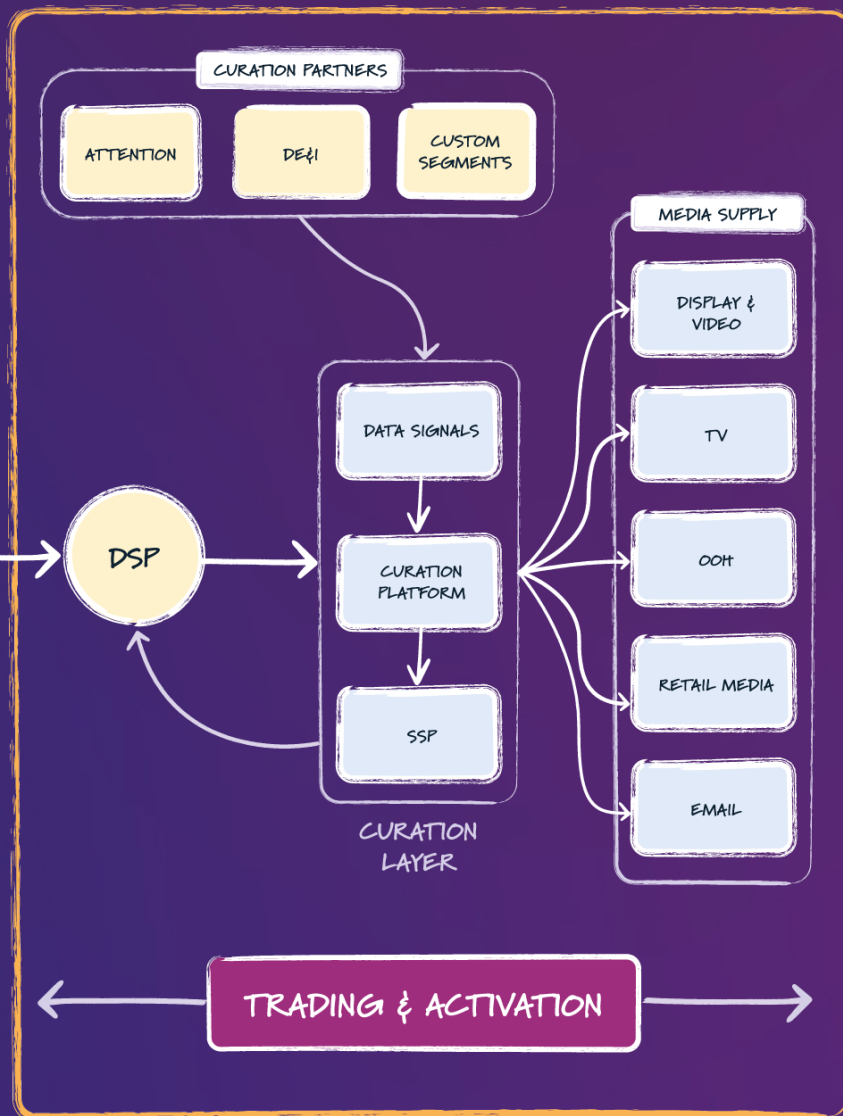 CURATION PARTNERS
ATTENTION
DE&I
CUSTOM
SEGMENTS
MEDIA SUPPLY
DISPLAY &
VIDEO
DATA SIGNALS
TV
DSP
CURATION
PLATFORM
OOH
RETAIL MEDIA
SSP
EMAIL
CURATION
LAYER
TRADING & ACTIVATION